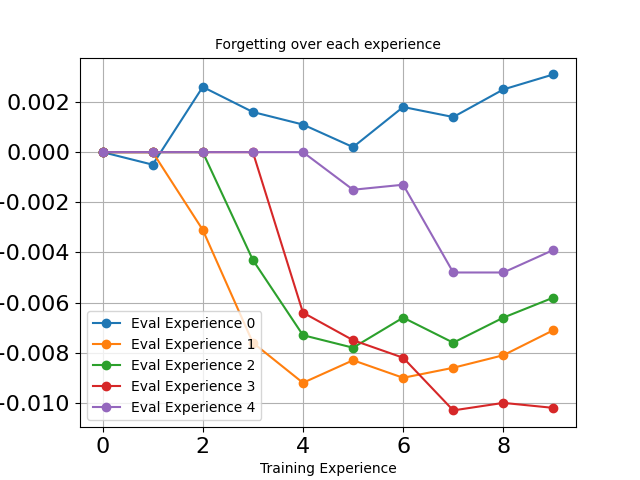 Forgetting over each experience
0.002
0.000
-0.002
-0.004
-0.006
-0.008
-0.010
Eval Experience 0
Eval Experience 1
Eval Experience 2
Eval Experience 3
Eval Experience 4
0 2 4 6 8
Training Experience